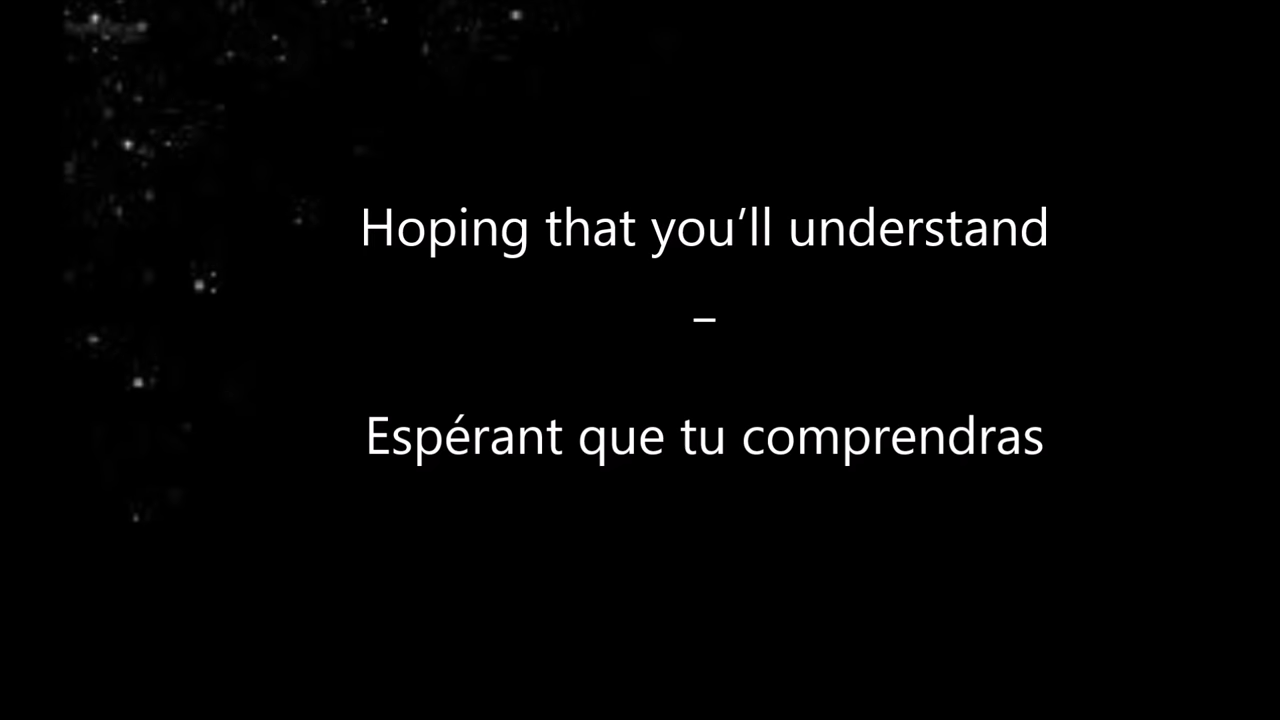 Hoping that you’ll understand
–
Espérant que tu comprendras